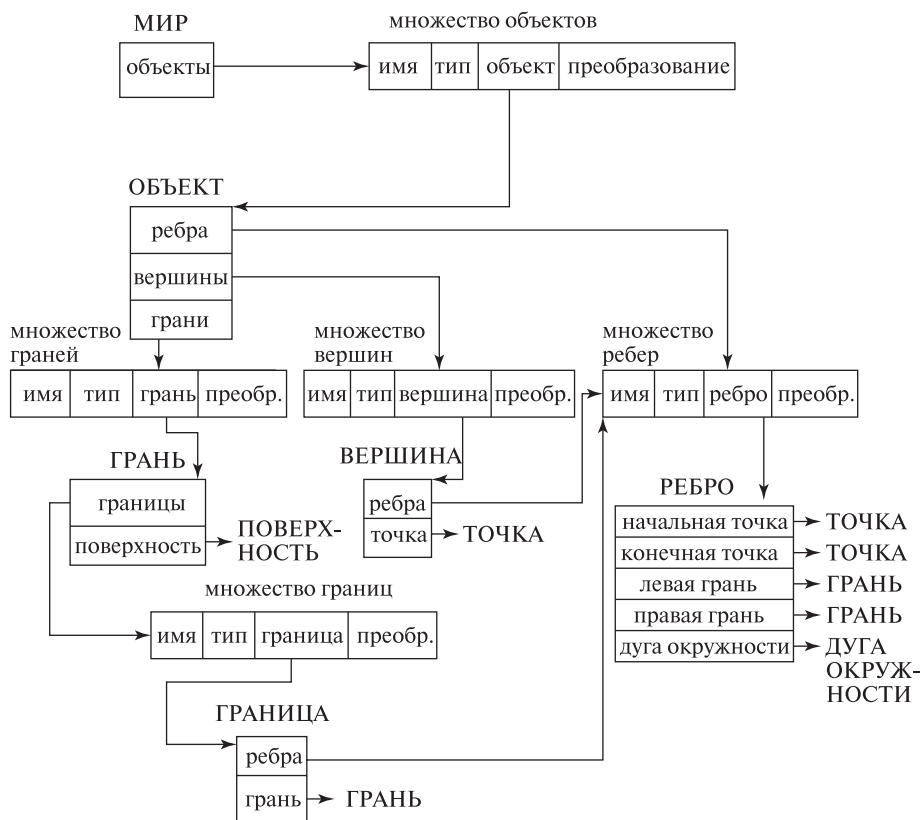 МИР
множество объектов
объекты
имя тип объект преобразование
ОБЪЕКТ
ребра
вершины
грани
множество
граней
множество
вершин
множество
ребер
имя тип грань преобр.
имя тип вершина преобр.
имя тип ребро преобр.
ГРАНЬ
границы
поверхность
ПОВЕРХ-
НОСТЬ
ВЕРШИНА
ребра
точка
ТОЧКА
РЕБРО
начальная точка ТОЧКА
конечная точка ТОЧКА
левая грань ГРАНЬ
правая грань ГРАНЬ
дуга окружности ДУГА
ОКРУЖ-
НОСТИ
множество границ
имя тип граница преобр.
ГРАНИЦА
ребра
грань ГРАНЬ